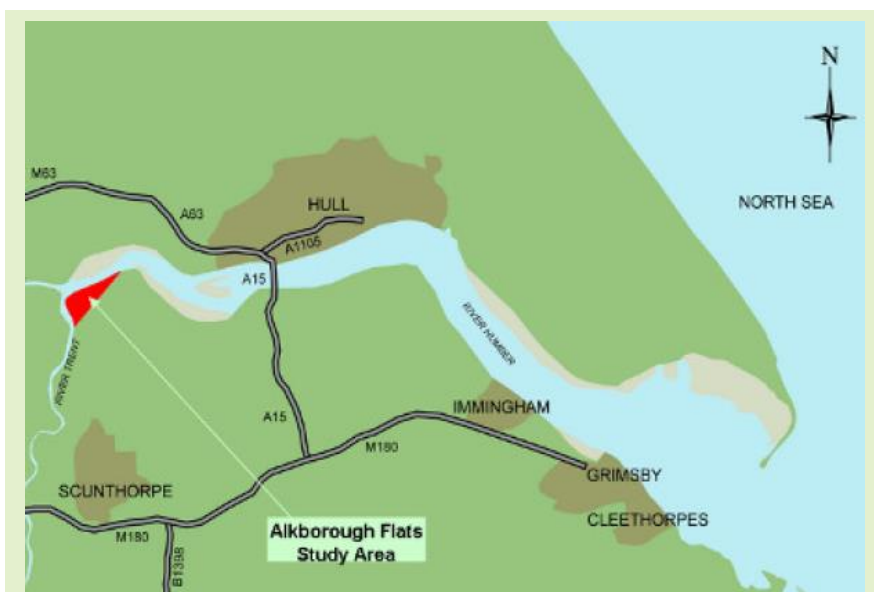 N
M63
A63
HULL
NORTH SEA
A1105
A15
RIVER HUMBER
RIVER TRENT
IMMINGHAM
A15
M180
GRIMSBY
SCUNTHORPE
CLEETHORPES
M180
Alkborough Flats
Study Area
B1398